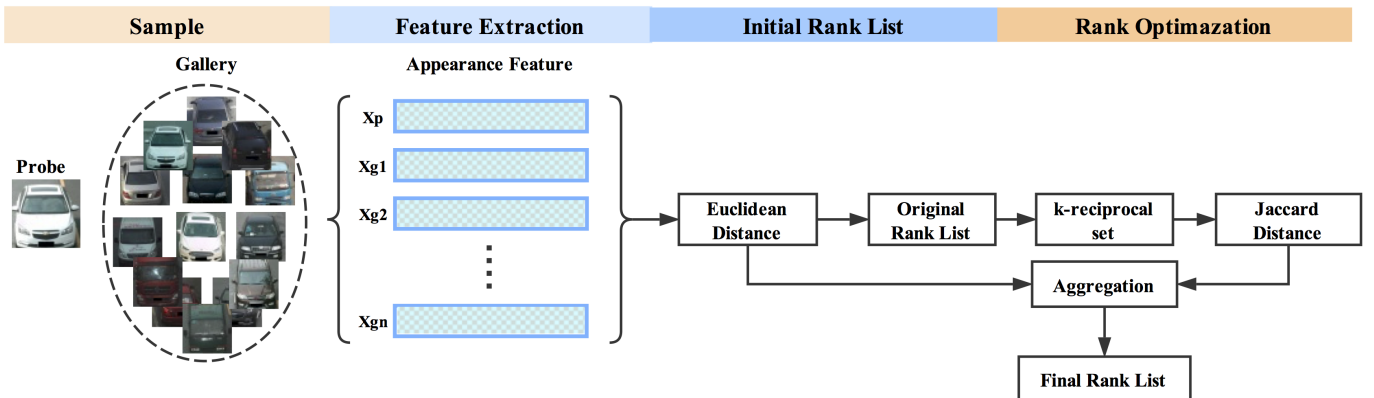 Sample
Feature Extraction
Initial Rank List
Rank Optimazation
Gallery
Appearance Feature
Probe
Xp
Xg1
Xg2
Xgn
Euclidean
Distance
Original
Rank List
k-reciprocal
set
Jaccard
Distance
Aggregation
Final Rank List